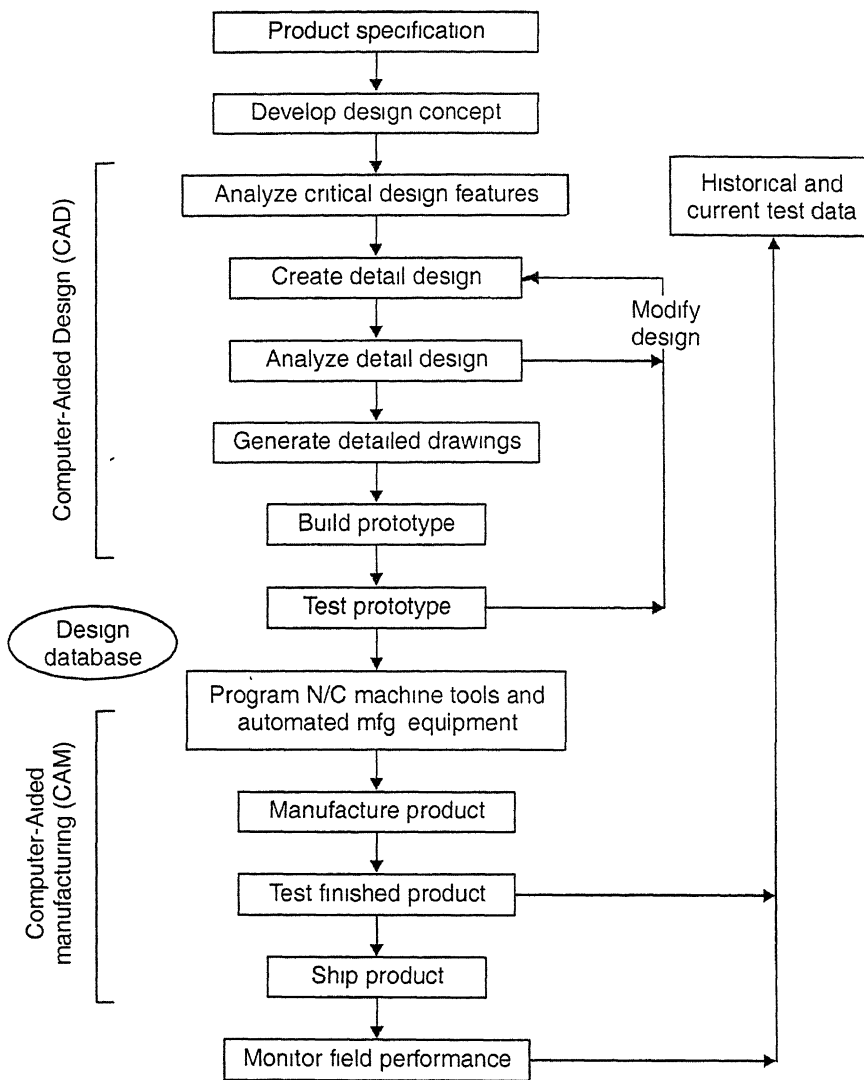 Product specification
Develop design concept
Analyze critical design features
Historical and
current test data
Create detail design
Modify
design
Analyze detail design
Generate detailed drawings
Build prototype
Test prototype
Computer-Aided Design (CAD)
Design
database
Program N/C machine tools and
automated mfg equipment
Manufacture product
Test finished product
Ship product
Monitor field performance
Computer-Aided
manufacturing (CAM)